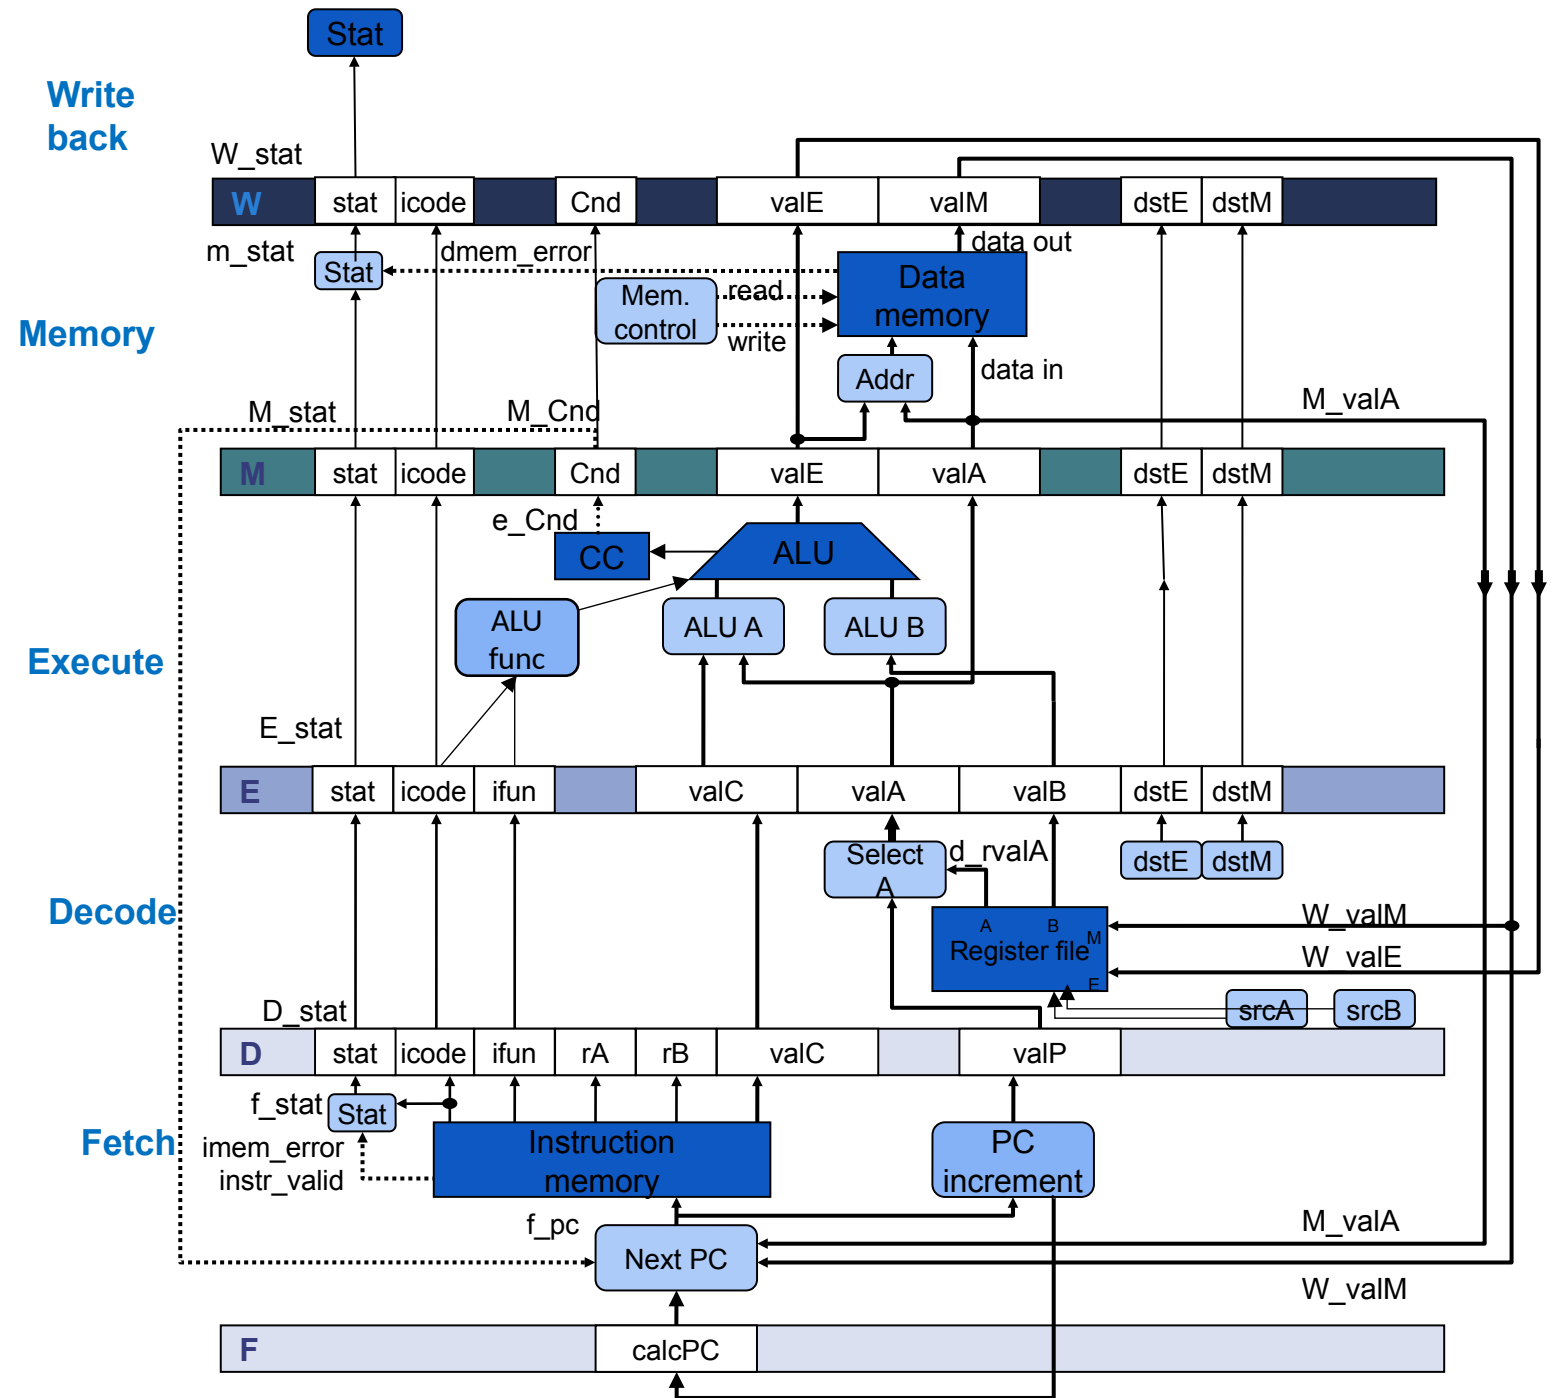 Stat
Write
back
W_stat
W
stat
icode
Cnd
valE
valM
dstE
dstM
m_stat
Stat
dmem_error
data out
Mem.
control
read
write
Data
memory
Memory
Addr
data in
M_stat
M_Cnd
M_valA
M
stat
icode
Cnd
valE
valA
dstE
dstM
e_Cnd
CC
ALU
ALU
func
ALU A
ALU B
Execute
E_stat
E
stat
icode
ifun
valC
valA
valB
dstE
dstM
Select
A
d_rvalA
dstE
dstM
Decode
A
B
M
Register file
E
W_valM
W_valE
srcA
srcB
D_stat
D
stat
icode
ifun
rA
rB
valC
valP
f_stat
Stat
Fetch
imem_error
instr_valid
Instruction
memory
PC
increment
f_pc
Next PC
M_valA
W_valM
F
calcPC